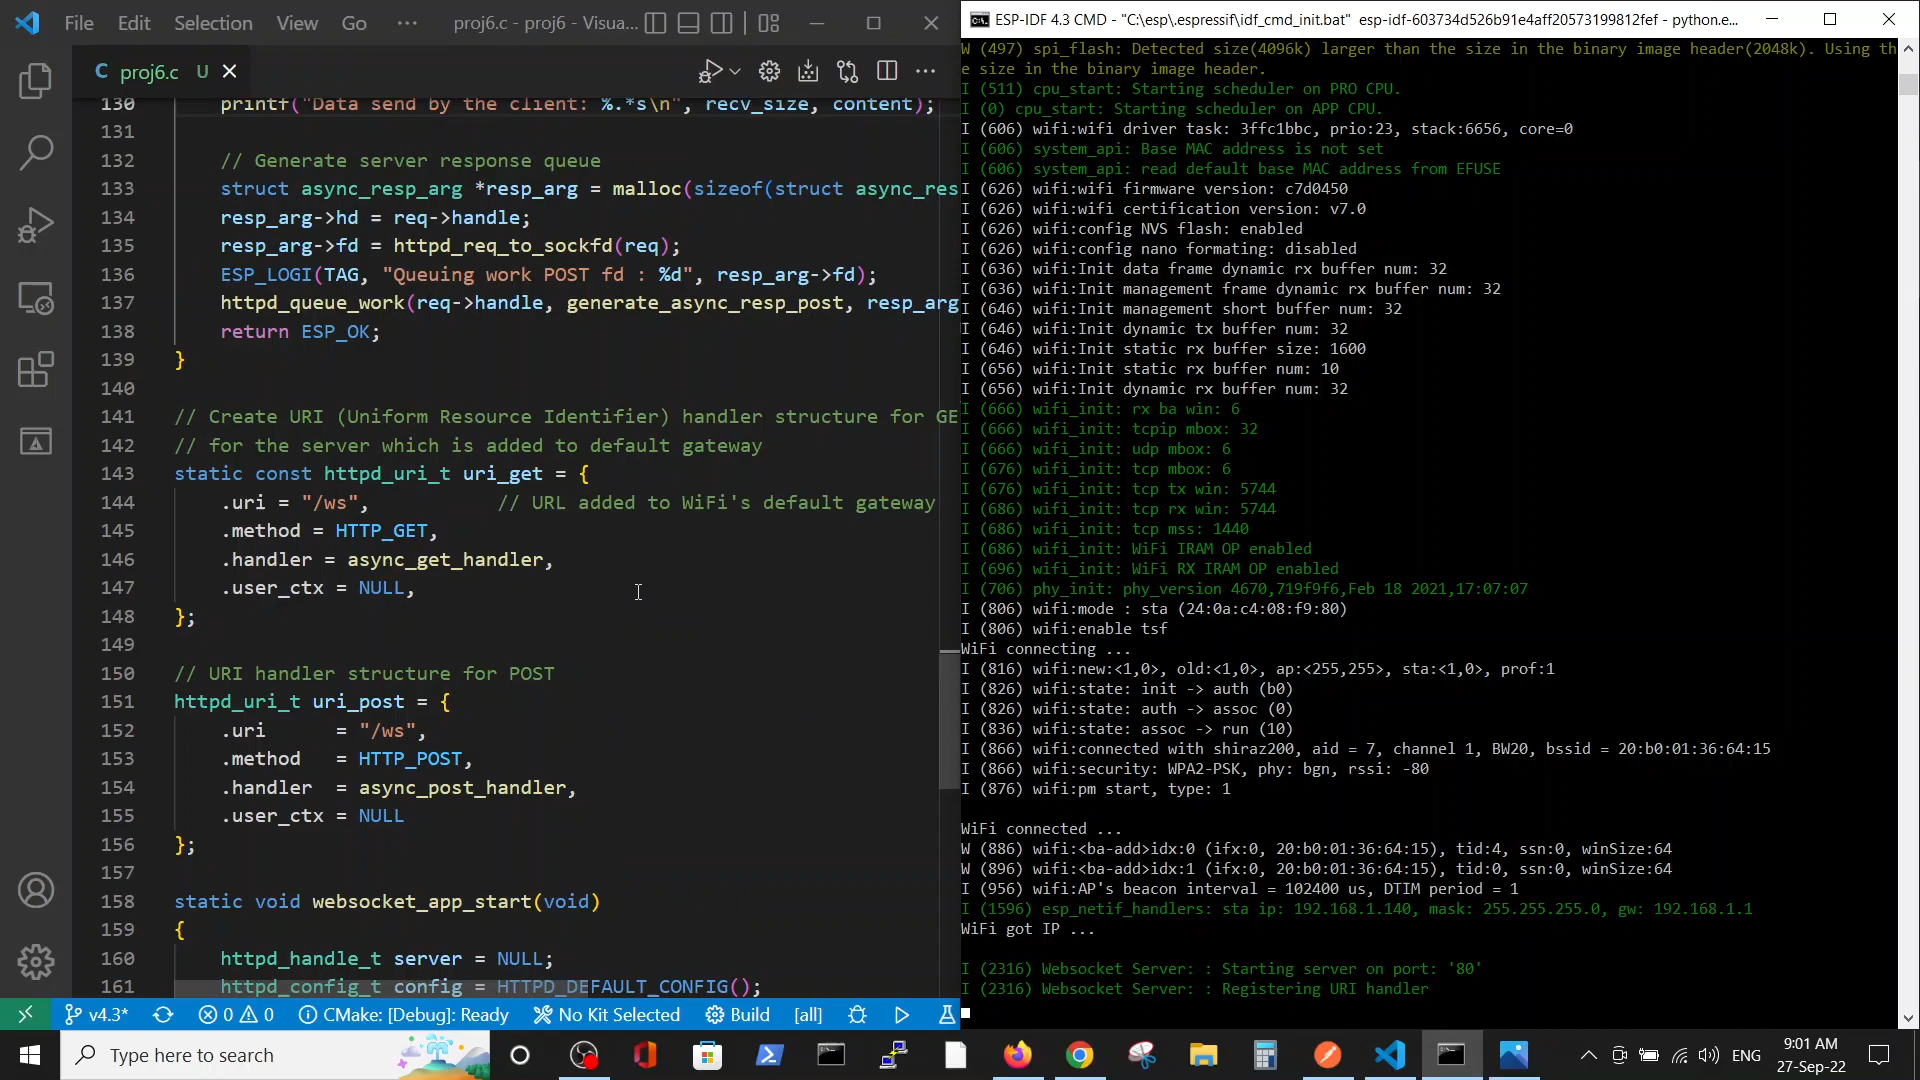 File Edit Selection View Go ··· proj6.c - proj6 - Visua...
C proj6.c U
130 printf("Data send by the client: %.*s\n", recv_size, content);
131
132 // Generate server response queue
133 struct async_resp_arg *resp_arg = malloc(sizeof(struct async_res
134 resp_arg->hd = req->handle;
135 resp_arg->fd = httpd_req_to_sockfd(req);
136 ESP_LOGI(TAG, "Queuing work POST fd : %d", resp_arg->fd);
137 httpd_queue_work(req->handle, generate_async_resp_post, resp_arg
138 return ESP_OK;
139 }
140
141 // Create URI (Uniform Resource Identifier) handler structure for GE
142 // for the server which is added to default gateway
143 static const httpd_uri_t uri_get = {
144 .uri = "/ws", // URL added to WiFi's default gateway
145 .method = HTTP_GET,
146 .handler = async_get_handler,
147 .user_ctx = NULL,
148 };
149
150 // URI handler structure for POST
151 httpd_uri_t uri_post = {
152 .uri = "/ws",
153 .method = HTTP_POST,
154 .handler = async_post_handler,
155 .user_ctx = NULL
156 };
157
158 static void websocket_app_start(void)
159 {
160 httpd_handle_t server = NULL;
161 httpd_config_t config = HTTPD_DEFAULT_CONFIG();
v4.3* 0 0 CMake: [Debug]: Ready No Kit Selected Build [all]
ESP-IDF 4.3 CMD - "C:\esp\.espressif\idf_cmd_init.bat" esp-idf-603734d526b91e4aff20573199812fef - python.e...
W (497) spi_flash: Detected size(4096k) larger than the size in the binary image header(2048k). Using th
e size in the binary image header.
I (511) cpu_start: Starting scheduler on PRO CPU.
I (0) cpu_start: Starting scheduler on APP CPU.
I (606) wifi:wifi driver task: 3ffc1bbc, prio:23, stack:6656, core=0
I (606) system_api: Base MAC address is not set
I (606) system_api: read default base MAC address from EFUSE
I (626) wifi:wifi firmware version: c7d0450
I (626) wifi:wifi certification version: v7.0
I (626) wifi:config NVS flash: enabled
I (626) wifi:config nano formating: disabled
I (636) wifi:Init data frame dynamic rx buffer num: 32
I (636) wifi:Init management frame dynamic rx buffer num: 32
I (646) wifi:Init management short buffer num: 32
I (646) wifi:Init dynamic tx buffer num: 32
I (646) wifi:Init static rx buffer size: 1600
I (656) wifi:Init static rx buffer num: 10
I (656) wifi:Init dynamic rx buffer num: 32
I (666) wifi_init: rx ba win: 6
I (666) wifi_init: tcpip mbox: 32
I (666) wifi_init: udp mbox: 6
I (676) wifi_init: tcp mbox: 6
I (676) wifi_init: tcp tx win: 5744
I (686) wifi_init: tcp rx win: 5744
I (686) wifi_init: tcp mss: 1440
I (686) wifi_init: WiFi IRAM OP enabled
I (696) wifi_init: WiFi RX IRAM OP enabled
I (706) phy_init: phy_version 4670,719f9f6,Feb 18 2021,17:07:07
I (806) wifi:mode : sta (24:0a:c4:08:f9:80)
I (806) wifi:enable tsf
WiFi connecting ...
I (816) wifi:new:<1,0>, old:<1,0>, ap:<255,255>, sta:<1,0>, prof:1
I (826) wifi:state: init -> auth (b0)
I (826) wifi:state: auth -> assoc (0)
I (836) wifi:state: assoc -> run (10)
I (866) wifi:connected with shiraz200, aid = 7, channel 1, BW20, bssid = 20:b0:01:36:64:15
I (866) wifi:security: WPA2-PSK, phy: bgn, rssi: -80
I (876) wifi:pm start, type: 1
WiFi connected ...
W (886) wifi:<ba-add>idx:0 (ifx:0, 20:b0:01:36:64:15), tid:4, ssn:0, winSize:64
W (896) wifi:<ba-add>idx:1 (ifx:0, 20:b0:01:36:64:15), tid:0, ssn:0, winSize:64
I (956) wifi:AP's beacon interval = 102400 us, DTIM period = 1
I (1596) esp_netif_handlers: sta ip: 192.168.1.140, mask: 255.255.255.0, gw: 192.168.1.1
WiFi got IP ...
I (2316) Websocket Server: : Starting server on port: '80'
I (2316) Websocket Server: : Registering URI handler
Type here to search
ENG
9:01 AM
27-Sep-22